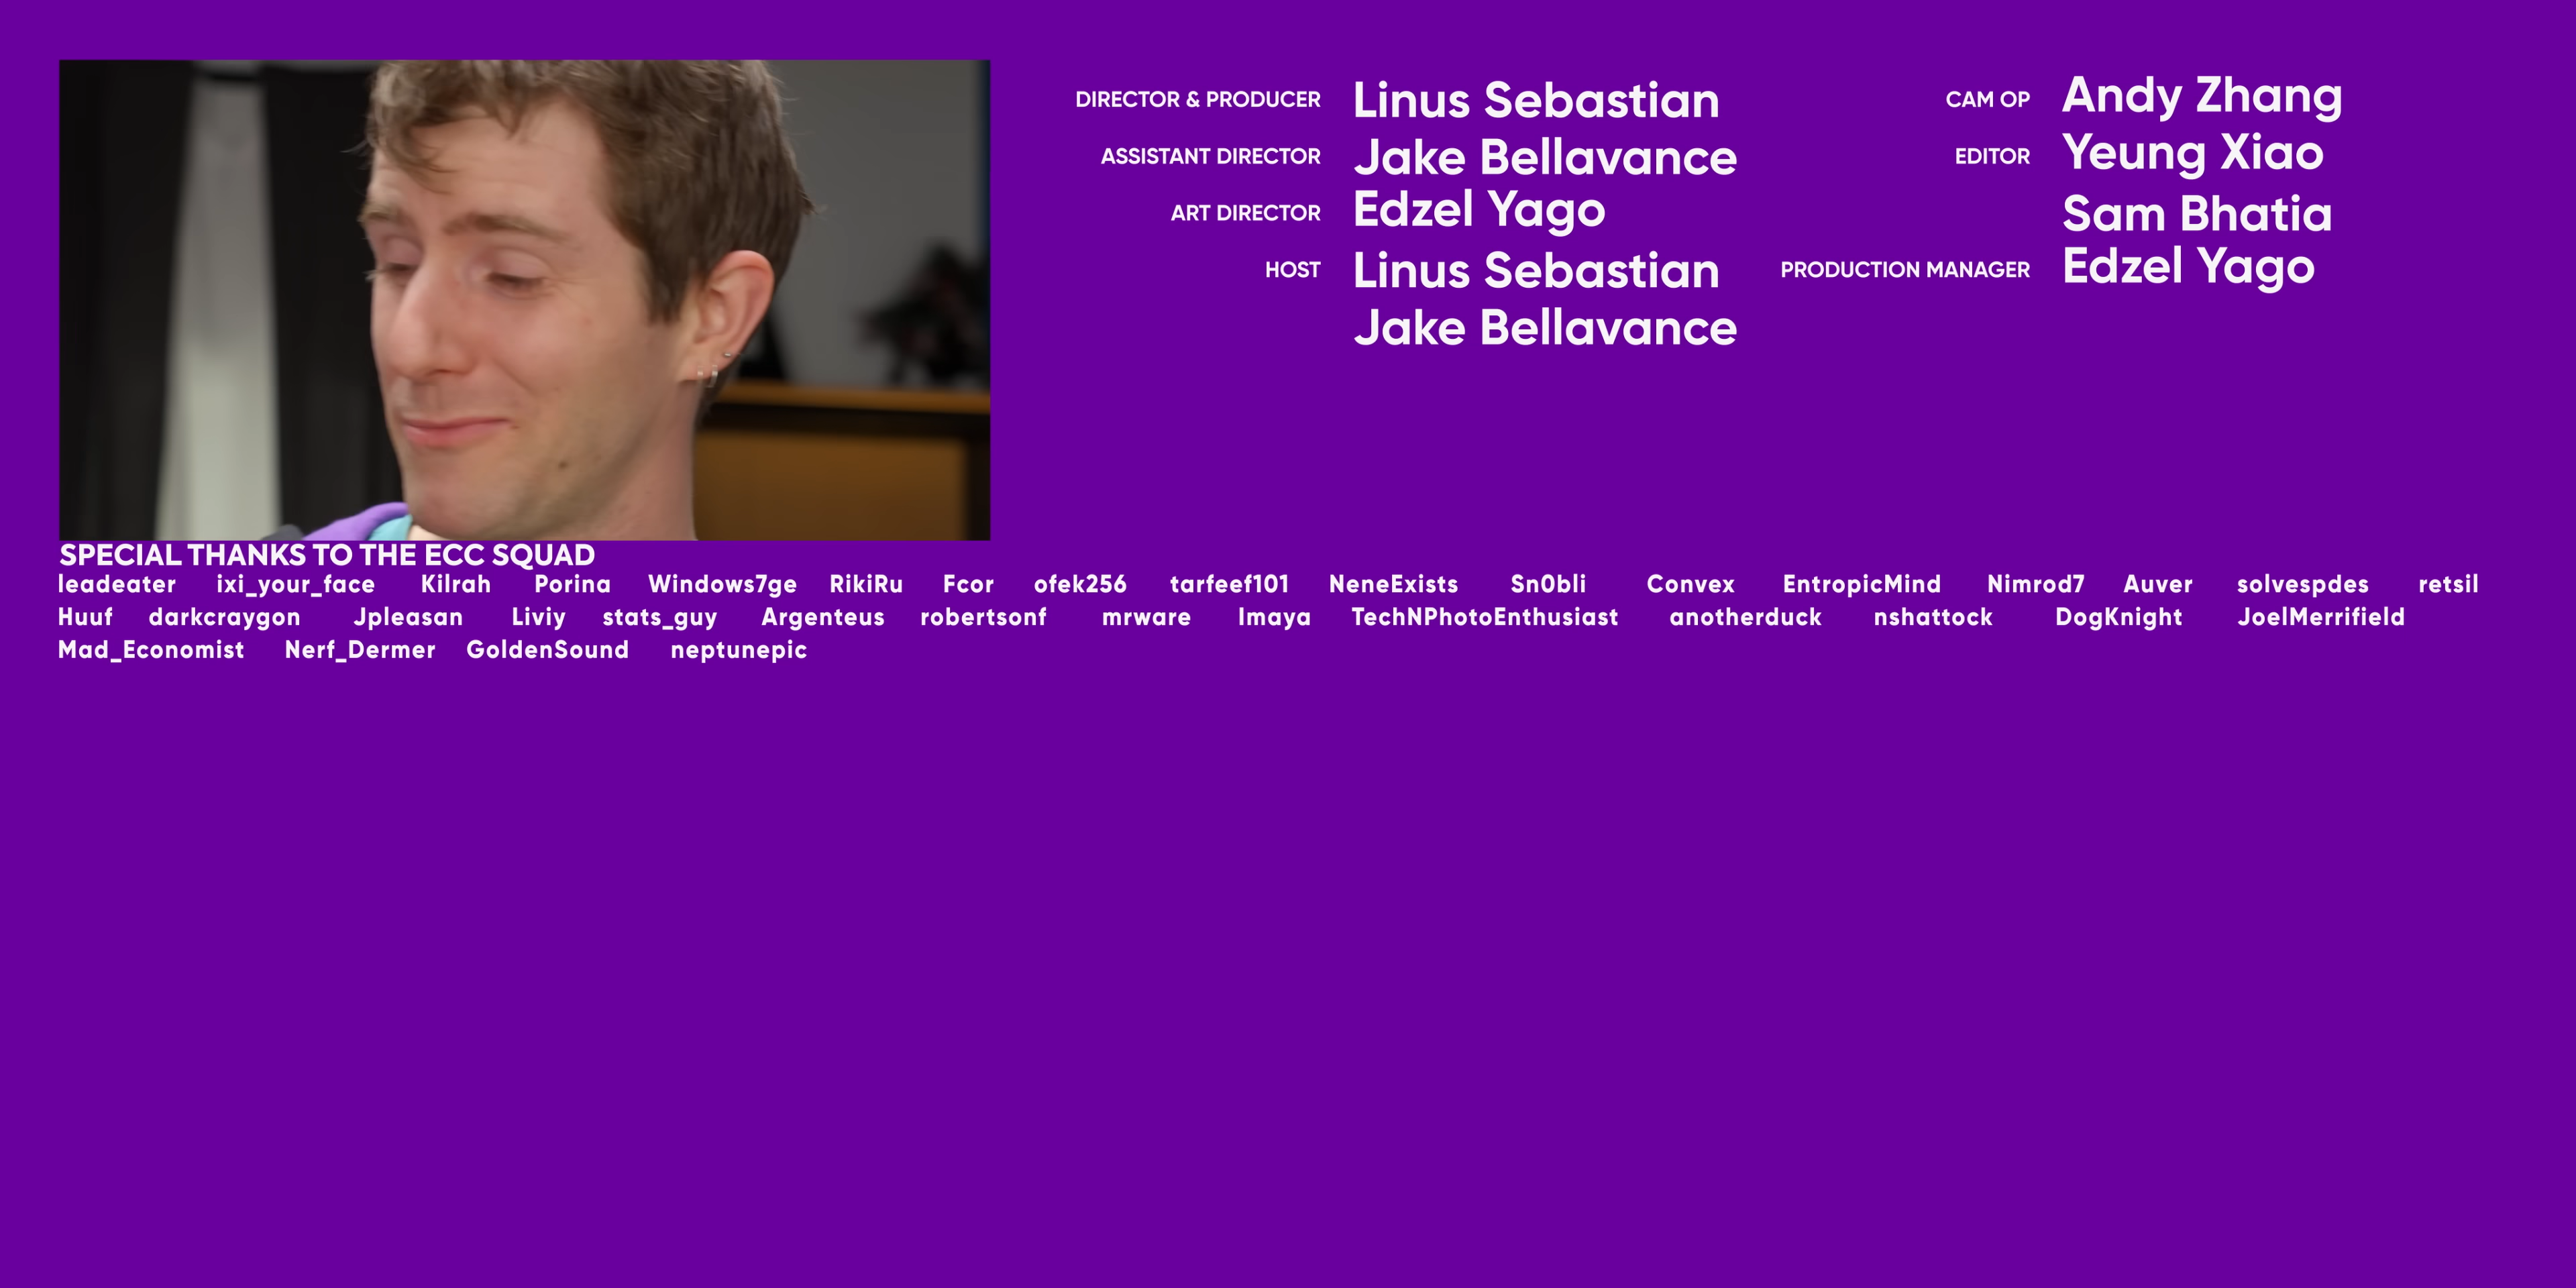 DIRECTOR & PRODUCER Linus Sebastian
ASSISTANT DIRECTOR Jake Bellavance
ART DIRECTOR Edzel Yago
HOST Linus Sebastian
Jake Bellavance
CAM OP Andy Zhang
EDITOR Yeung Xiao
Sam Bhatia
PRODUCTION MANAGER Edzel Yago
SPECIAL THANKS TO THE ECC SQUAD
leadeater ixi_your_face Kilrah Porina Windows7ge RikiRu Fcor ofek256 tarfeef101 NeneExists Sn0bli Convex EntropicMind Nimrod7 Auver solvespdes retsil
Huuf darkcraygon Jpleasan Liviy stats_guy Argenteus robertsonf mrware Imaya TechNPhotoEnthusiast anotherduck nshattock DogKnight JoelMerrifield
Mad_Economist Nerf_Dermer GoldenSound neptunepic